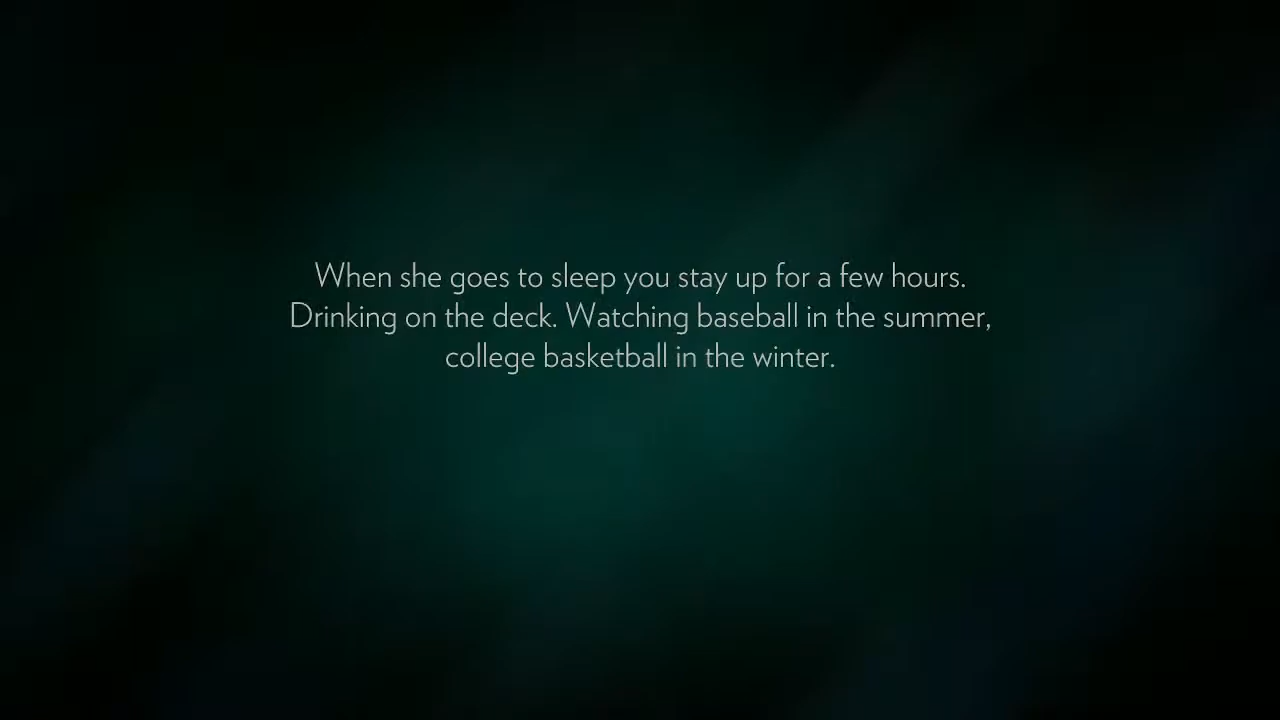 When she goes to sleep you stay up for a few hours.
Drinking on the deck. Watching baseball in the summer,
college basketball in the winter.